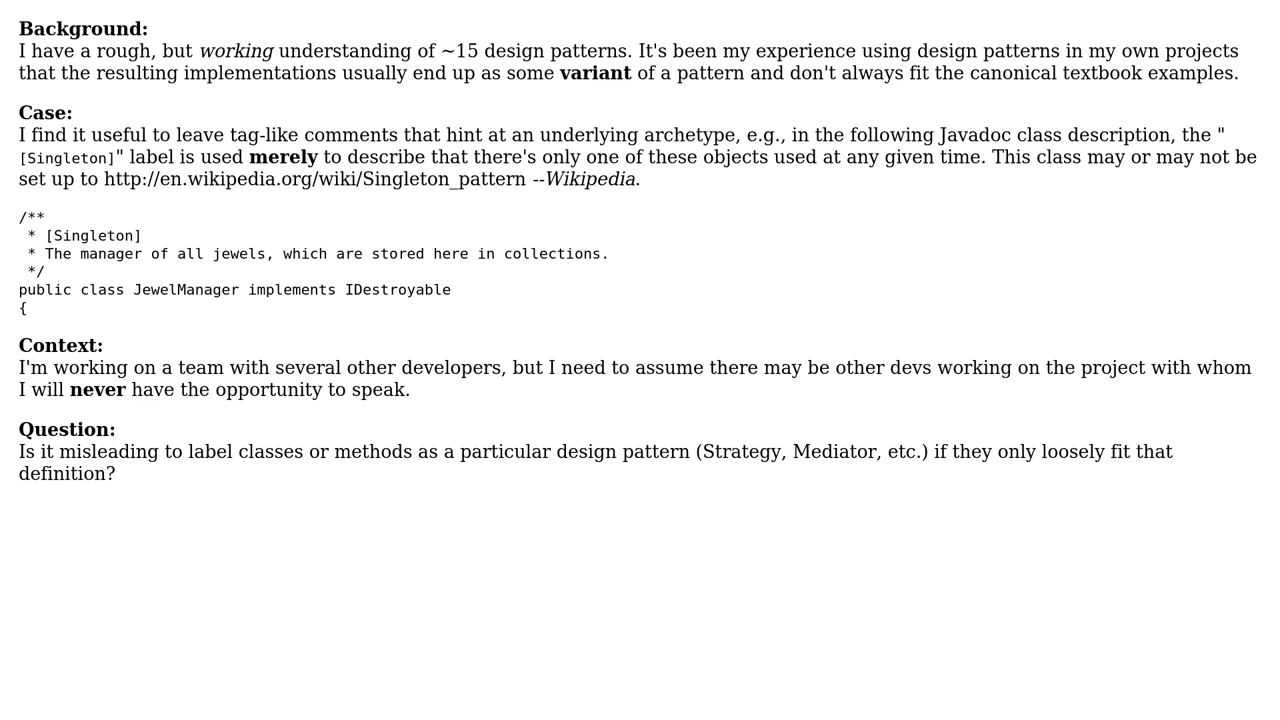 Background:
I have a rough, but working understanding of ~15 design patterns. It's been my experience using design patterns in my own projects
that the resulting implementations usually end up as some variant of a pattern and don't always fit the canonical textbook examples.
Case:
I find it useful to leave tag-like comments that hint at an underlying archetype, e.g., in the following Javadoc class description, the "
[Singleton]" label is used merely to describe that there's only one of these objects used at any given time. This class may or may not be
set up to http://en.wikipedia.org/wiki/Singleton_pattern --Wikipedia.
/**
 * [Singleton]
 * The manager of all jewels, which are stored here in collections.
 */
public class JewelManager implements IDestroyable
{
Context:
I'm working on a team with several other developers, but I need to assume there may be other devs working on the project with whom
I will never have the opportunity to speak.
Question:
Is it misleading to label classes or methods as a particular design pattern (Strategy, Mediator, etc.) if they only loosely fit that
definition?